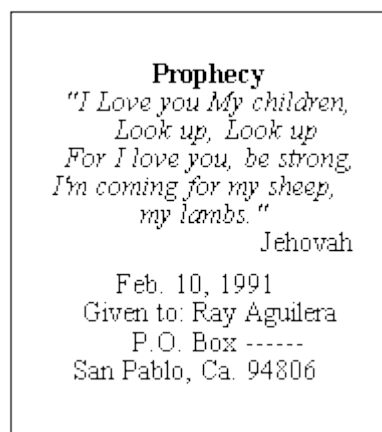 Prophecy
"I Love you My children,
Look up, Look up
For I love you, be strong,
I'm coming for my sheep,
my lambs."
Jehovah
Feb. 10, 1991
Given to: Ray Aguilera
P.O. Box ------
San Pablo, Ca. 94806